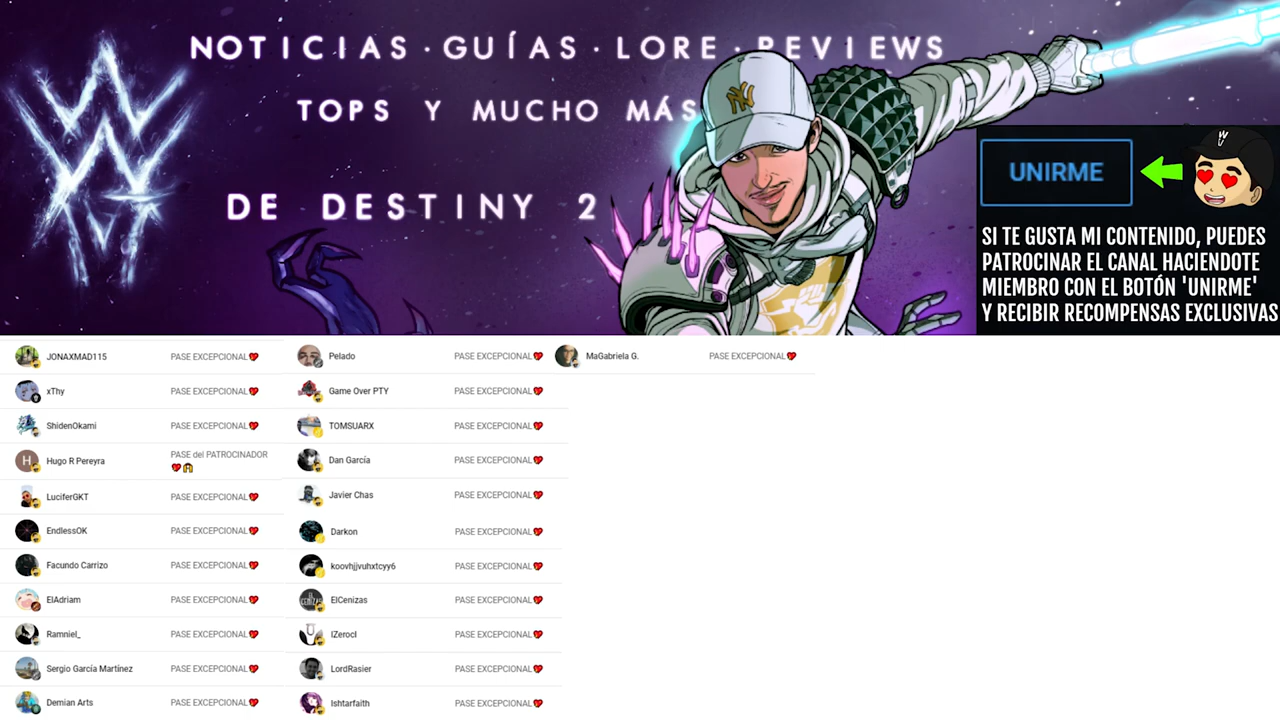 NOTICIAS · GUÍAS · LORE · REVIEWS
TOPS Y MUCHO MÁS
DE DESTINY 2
UNIRME
SI TE GUSTA MI CONTENIDO, PUEDES
PATROCINAR EL CANAL HACIENDOTE
MIEMBRO CON EL BOTÓN 'UNIRME'
Y RECIBIR RECOMPENSAS EXCLUSIVAS
JONAXMAD115 PASE EXCEPCIONAL
xThy PASE EXCEPCIONAL
ShidenOkami PASE EXCEPCIONAL
H Hugo R Pereyra PASE del PATROCINADOR
LuciferGKT PASE EXCEPCIONAL
EndlessOK PASE EXCEPCIONAL
Facundo Carrizo PASE EXCEPCIONAL
ElAdriam PASE EXCEPCIONAL
Ramniel_ PASE EXCEPCIONAL
Sergio García Martínez PASE EXCEPCIONAL
Demian Arts PASE EXCEPCIONAL
Pelado PASE EXCEPCIONAL
Game Over PTY PASE EXCEPCIONAL
TOMSUARX PASE EXCEPCIONAL
Dan García PASE EXCEPCIONAL
Javier Chas PASE EXCEPCIONAL
Darkon PASE EXCEPCIONAL
koovhjjvuhxtcyy6 PASE EXCEPCIONAL
ElCenizas PASE EXCEPCIONAL
IZerocI PASE EXCEPCIONAL
LordRasier PASE EXCEPCIONAL
Ishtarfaith PASE EXCEPCIONAL
MaGabriela G. PASE EXCEPCIONAL